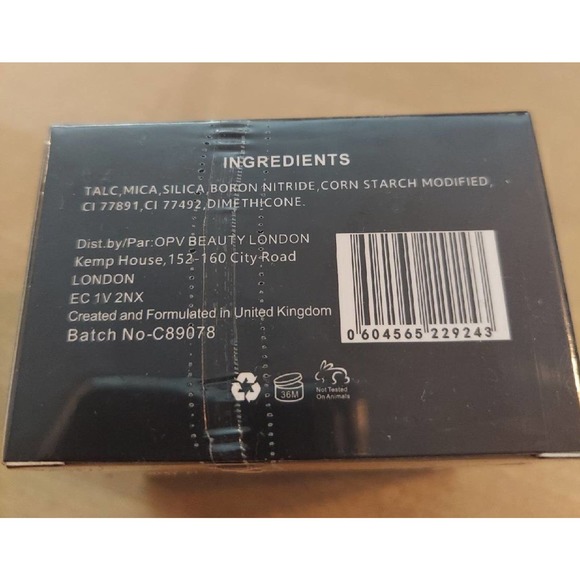 INGREDIENTS
TALC,MICA,SILICA,BORON NITRIDE,CORN STARCH MODIFIED,
CI 77891,CI 77492,DIMETHICONE.
Dist.by/Par:OPV BEAUTY LONDON
Kemp House,152-160 City Road
LONDON
EC1V 2NX
Created and Formulated in United Kingdom
Batch No-C89078
0 604565 229243
36M
Not Tested
On Animals